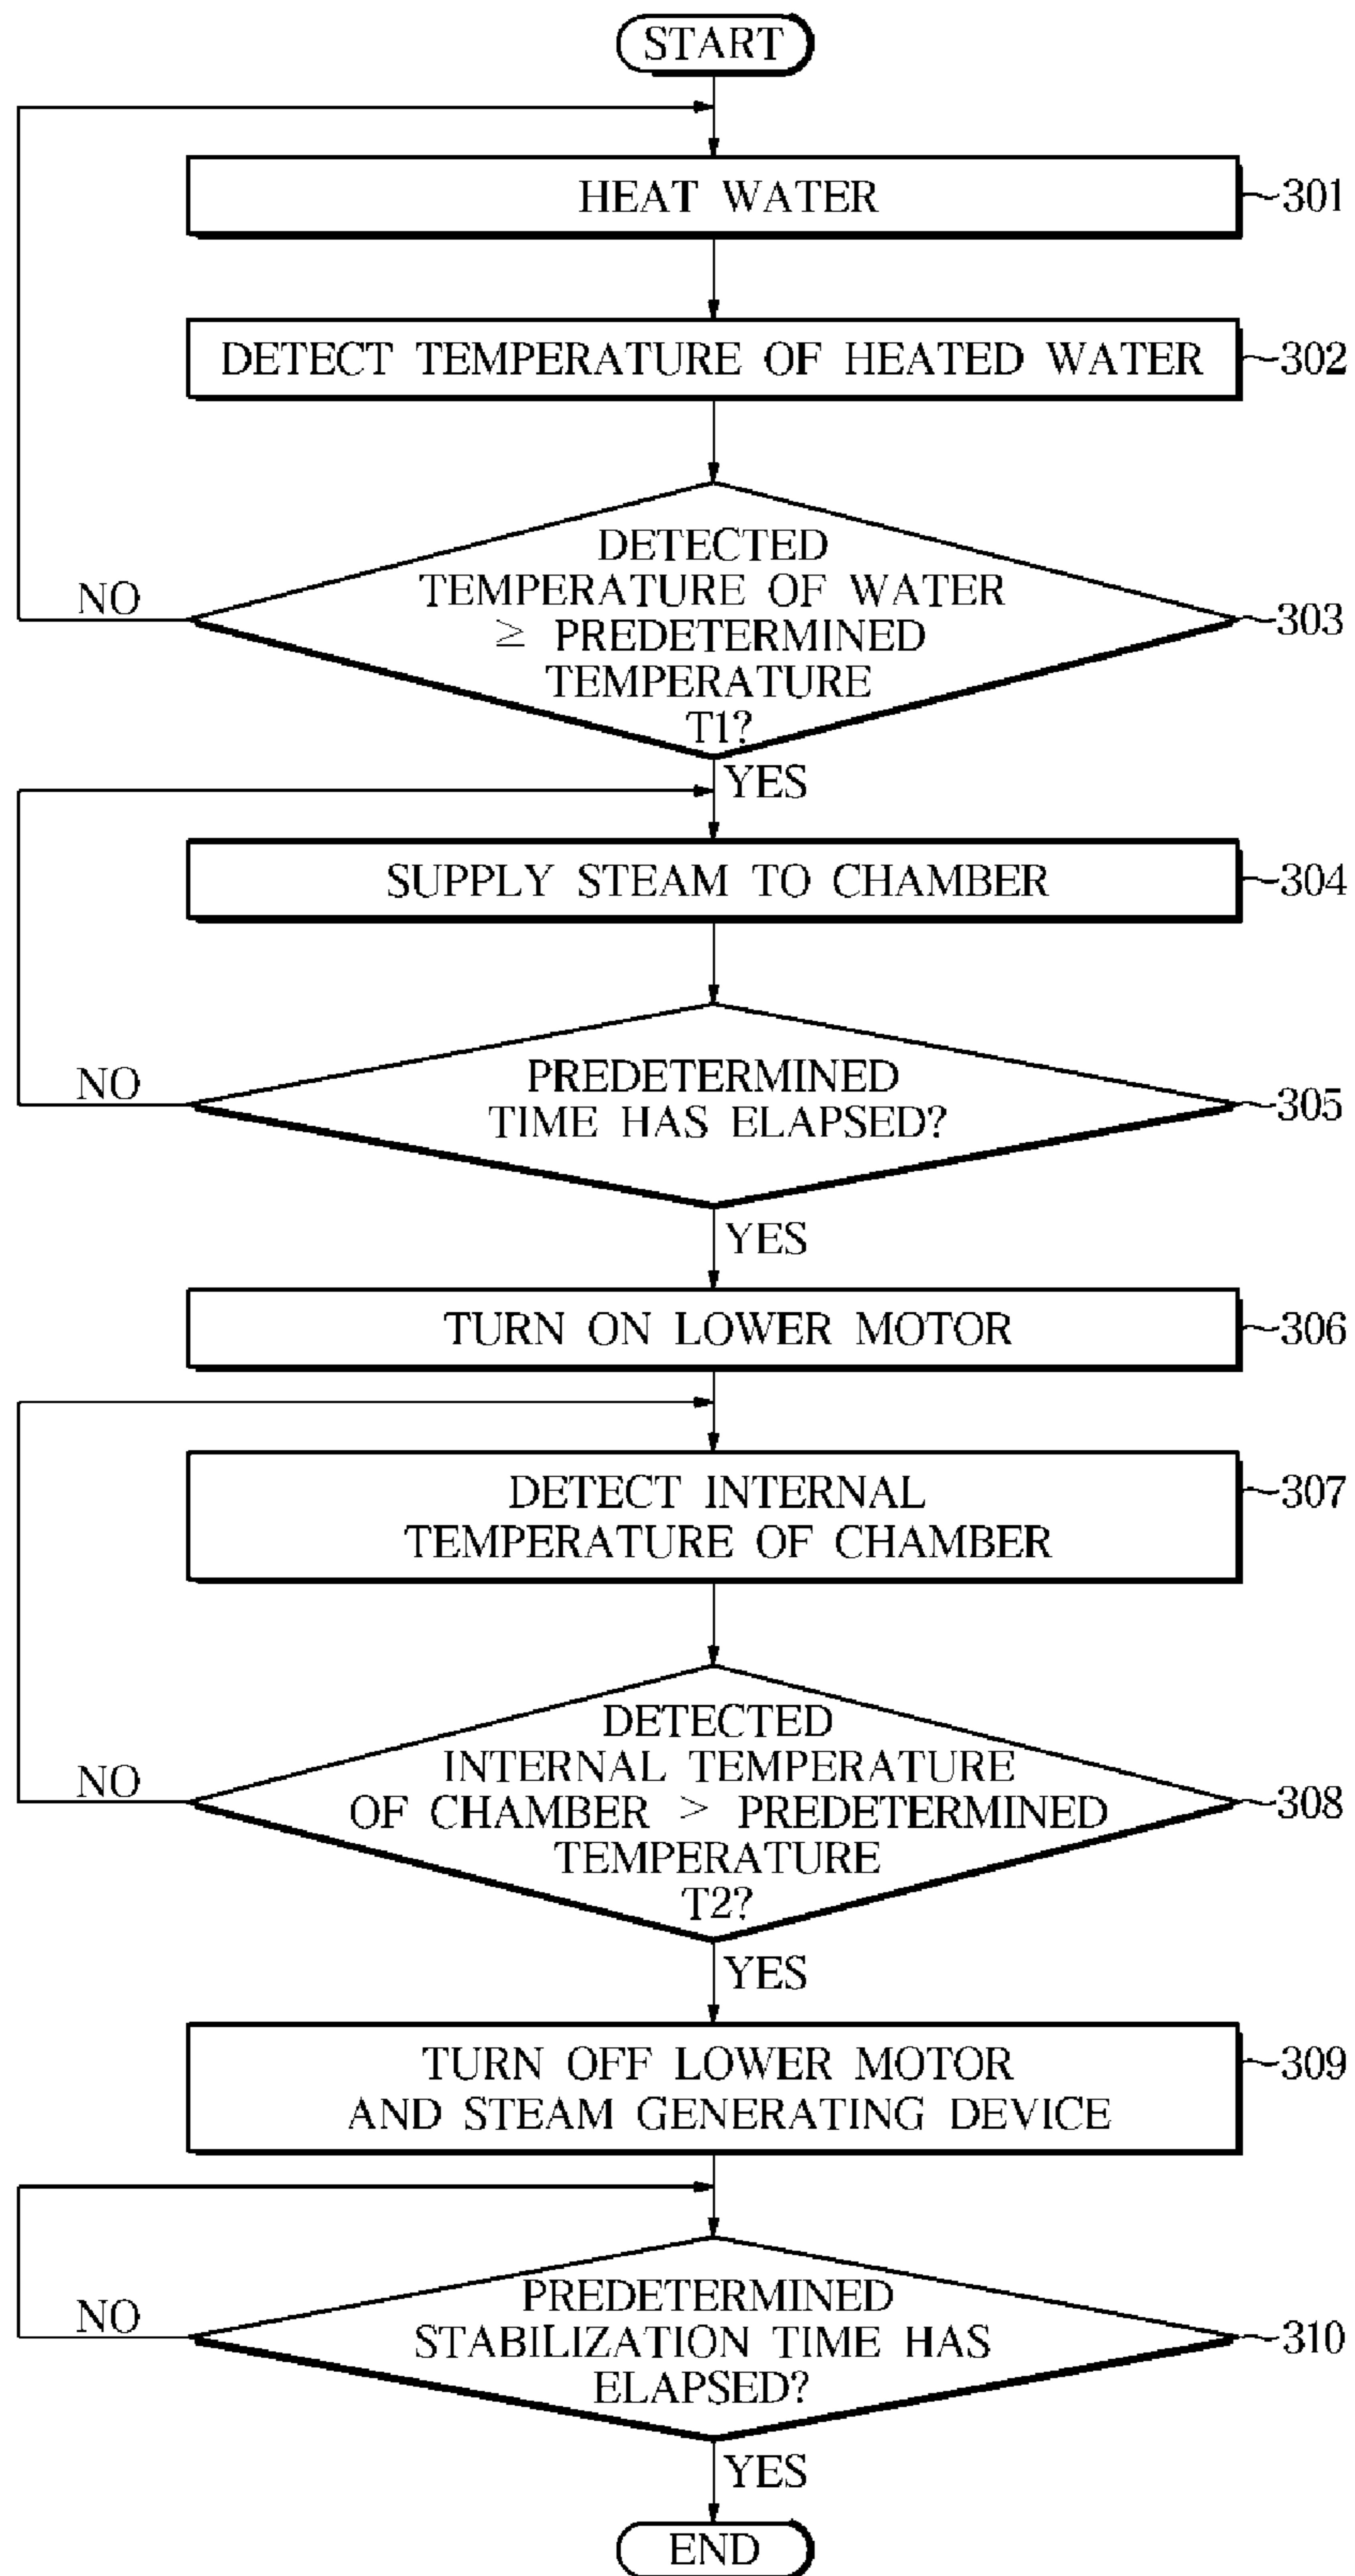 START
HEAT WATER
301
DETECT TEMPERATURE OF HEATED WATER
302
DETECTED
TEMPERATURE OF WATER
≥ PREDETERMINED
TEMPERATURE
T1?
NO
303
YES
SUPPLY STEAM TO CHAMBER
304
PREDETERMINED
TIME HAS ELAPSED?
NO
305
YES
TURN ON LOWER MOTOR
306
DETECT INTERNAL
TEMPERATURE OF CHAMBER
307
DETECTED
INTERNAL TEMPERATURE
OF CHAMBER > PREDETERMINED
TEMPERATURE
T2?
NO
308
YES
TURN OFF LOWER MOTOR
AND STEAM GENERATING DEVICE
309
PREDETERMINED
STABILIZATION TIME HAS
ELAPSED?
NO
310
YES
END